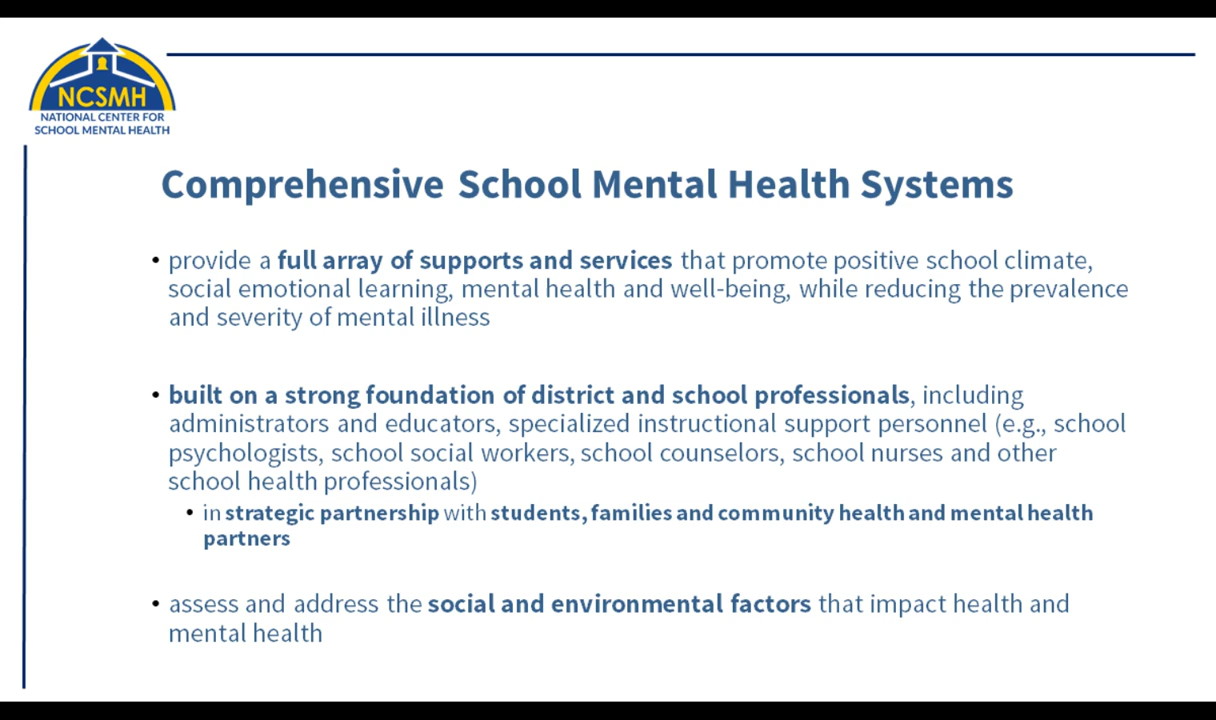 NCSMH
NATIONAL CENTER FOR
SCHOOL MENTAL HEALTH
Comprehensive School Mental Health Systems
• provide a full array of supports and services that promote positive school climate,
social emotional learning, mental health and well-being, while reducing the prevalence
and severity of mental illness
• built on a strong foundation of district and school professionals, including
administrators and educators, specialized instructional support personnel (e.g., school
psychologists, school social workers, school counselors, school nurses and other
school health professionals)
• in strategic partnership with students, families and community health and mental health
partners
• assess and address the social and environmental factors that impact health and
mental health